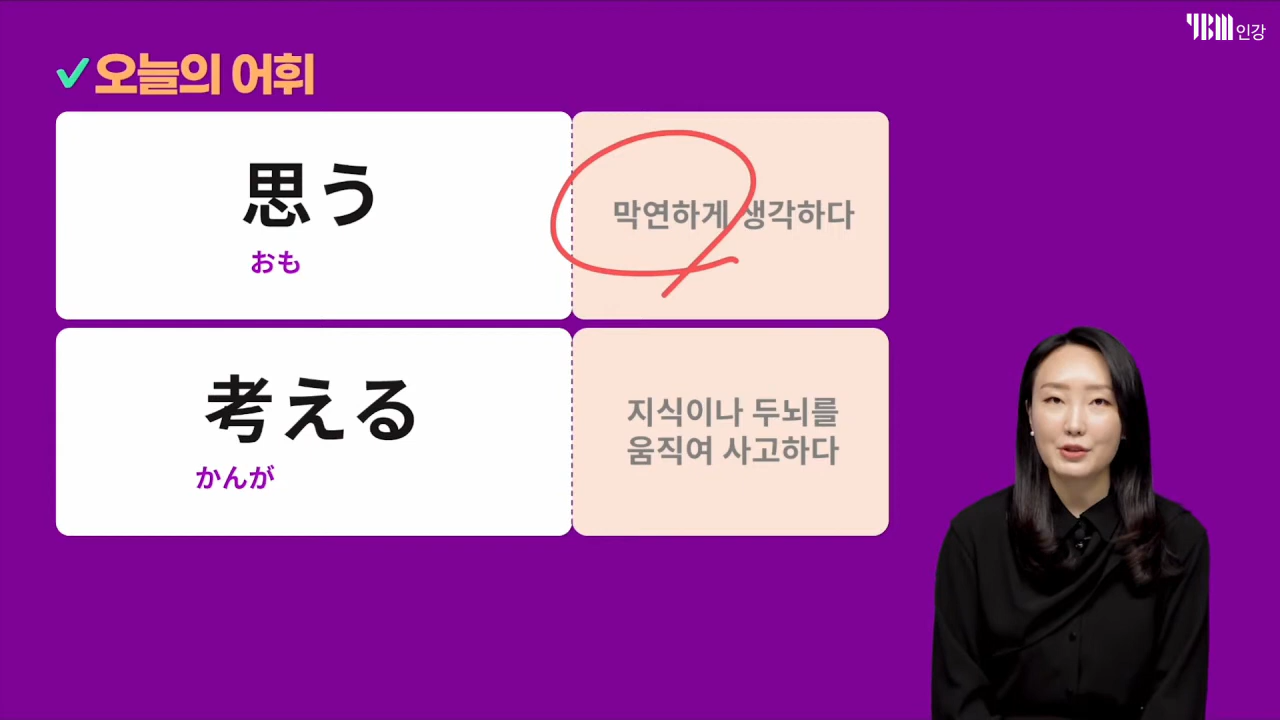 YBM 인강
오늘의 어휘
思う
おも
막연하게 생각하다
考える
かんが
지식이나 두뇌를
움직여 사고하다